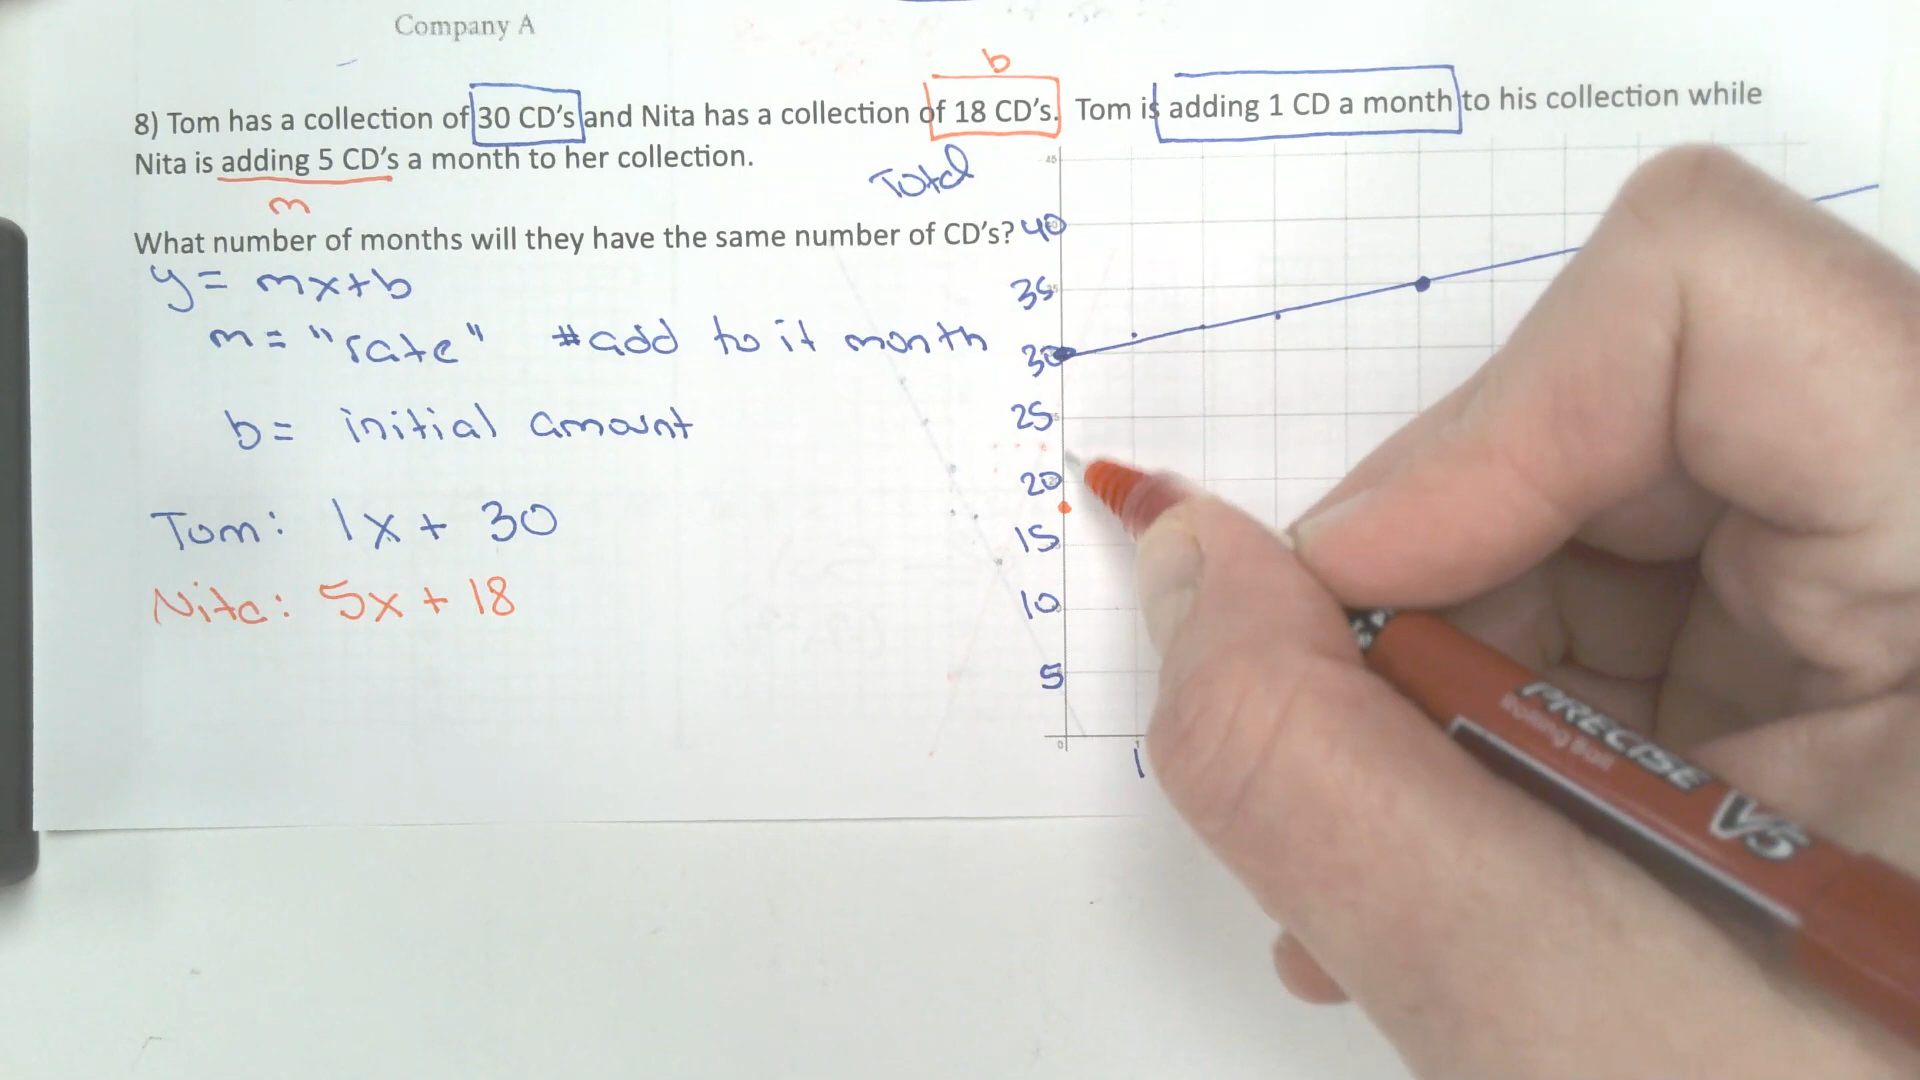 Company A
b
8) Tom has a collection of 30 CD's and Nita has a collection of 18 CD's. Tom is adding 1 CD a month to his collection while
Nita is adding 5 CD's a month to her collection.
m
Total
45
What number of months will they have the same number of CD's?
40
y = mx+b
35
m = "rate" #add to it month
30
b = initial amount
25
20
Tom: 1x + 30
15
Nita: 5x + 18
10
5
0
1
PRECISE V5
Rolling Ball